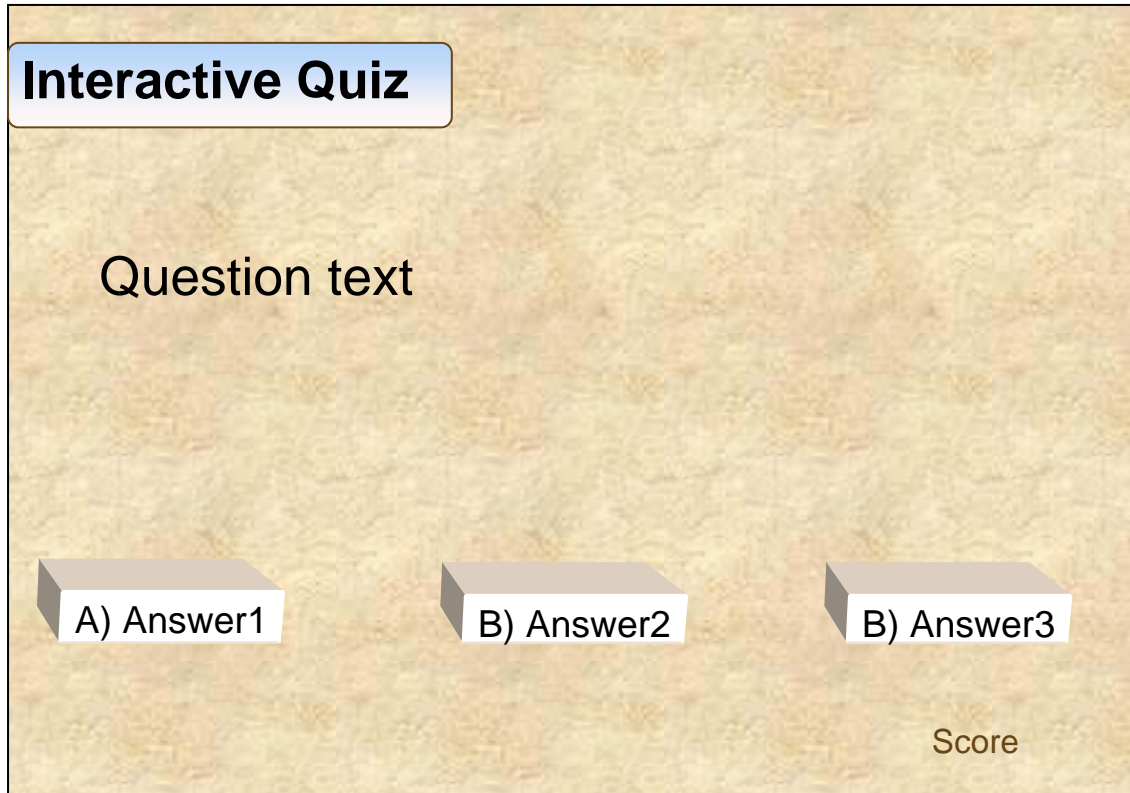 Interactive Quiz
Question text
A) Answer1
B) Answer2
B) Answer3
Score